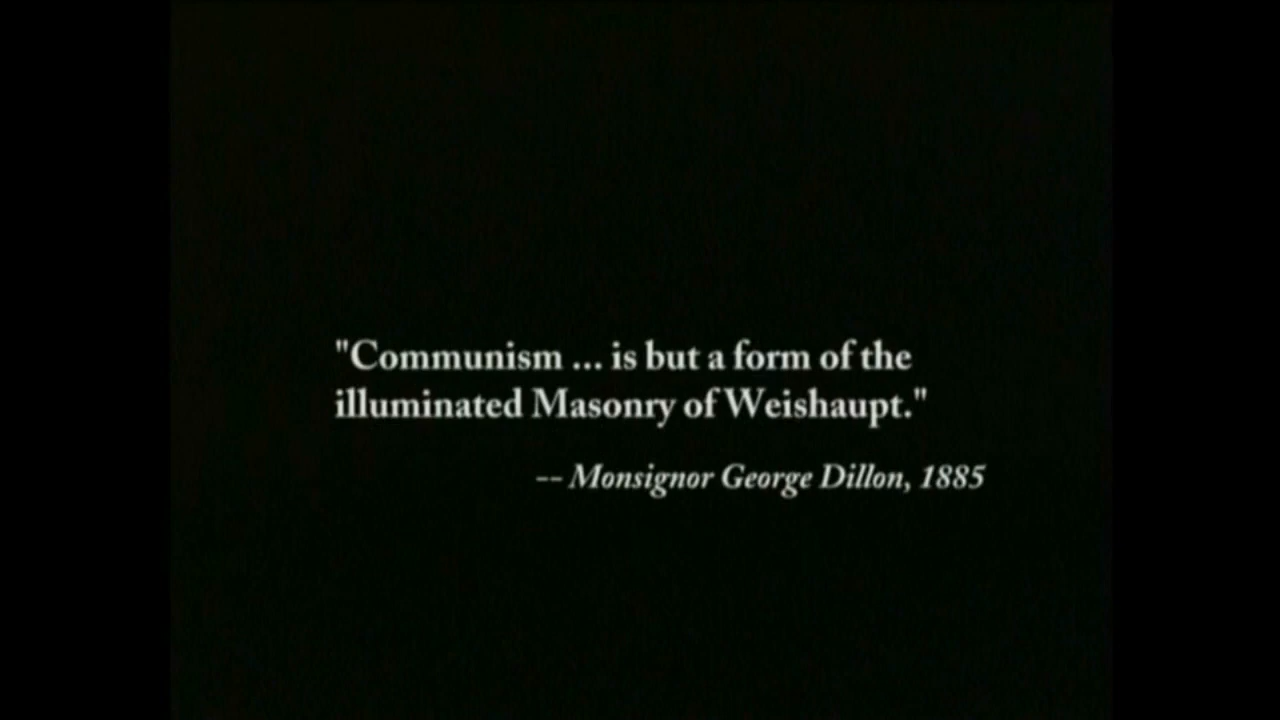 "Communism ... is but a form of the
illuminated Masonry of Weishaupt."
-- Monsignor George Dillon, 1885